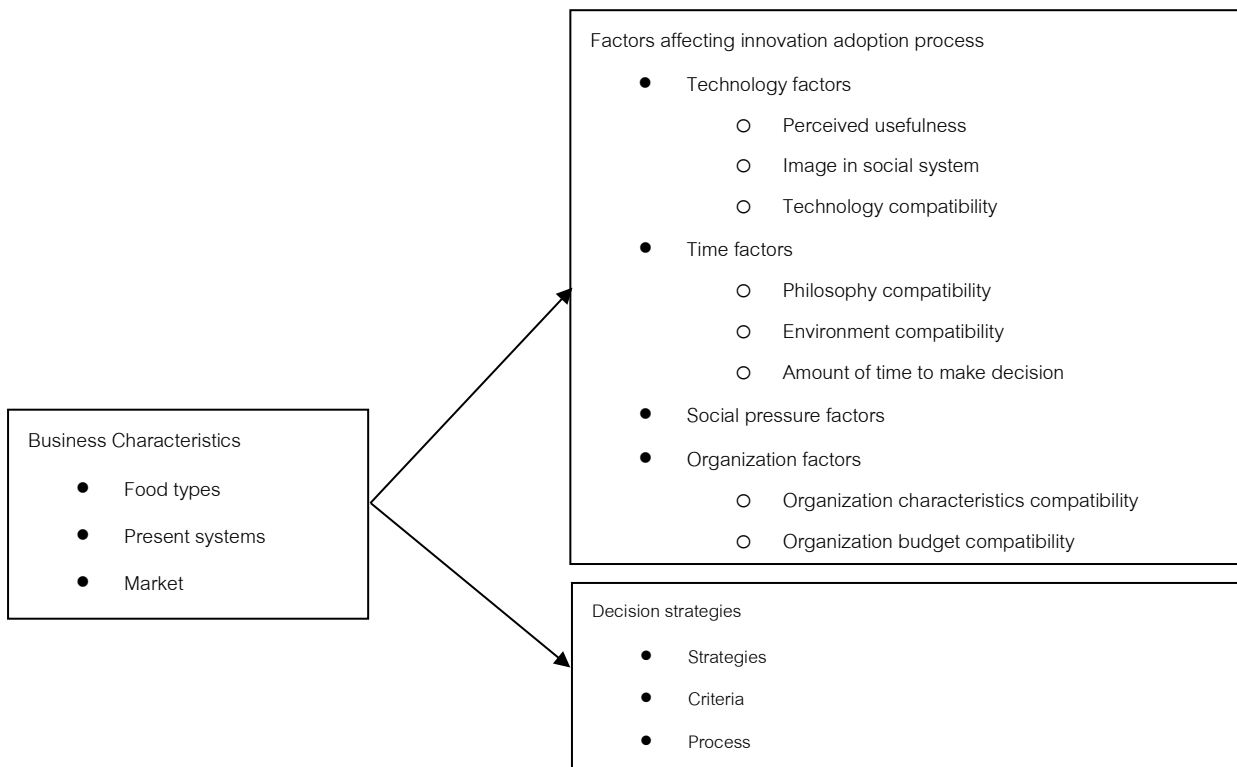 Factors affecting innovation adoption process
● Technology factors
○ Perceived usefulness
○ Image in social system
○ Technology compatibility
● Time factors
○ Philosophy compatibility
○ Environment compatibility
○ Amount of time to make decision
● Social pressure factors
● Organization factors
○ Organization characteristics compatibility
○ Organization budget compatibility
Business Characteristics
● Food types
● Present systems
● Market
Decision strategies
● Strategies
● Criteria
● Process